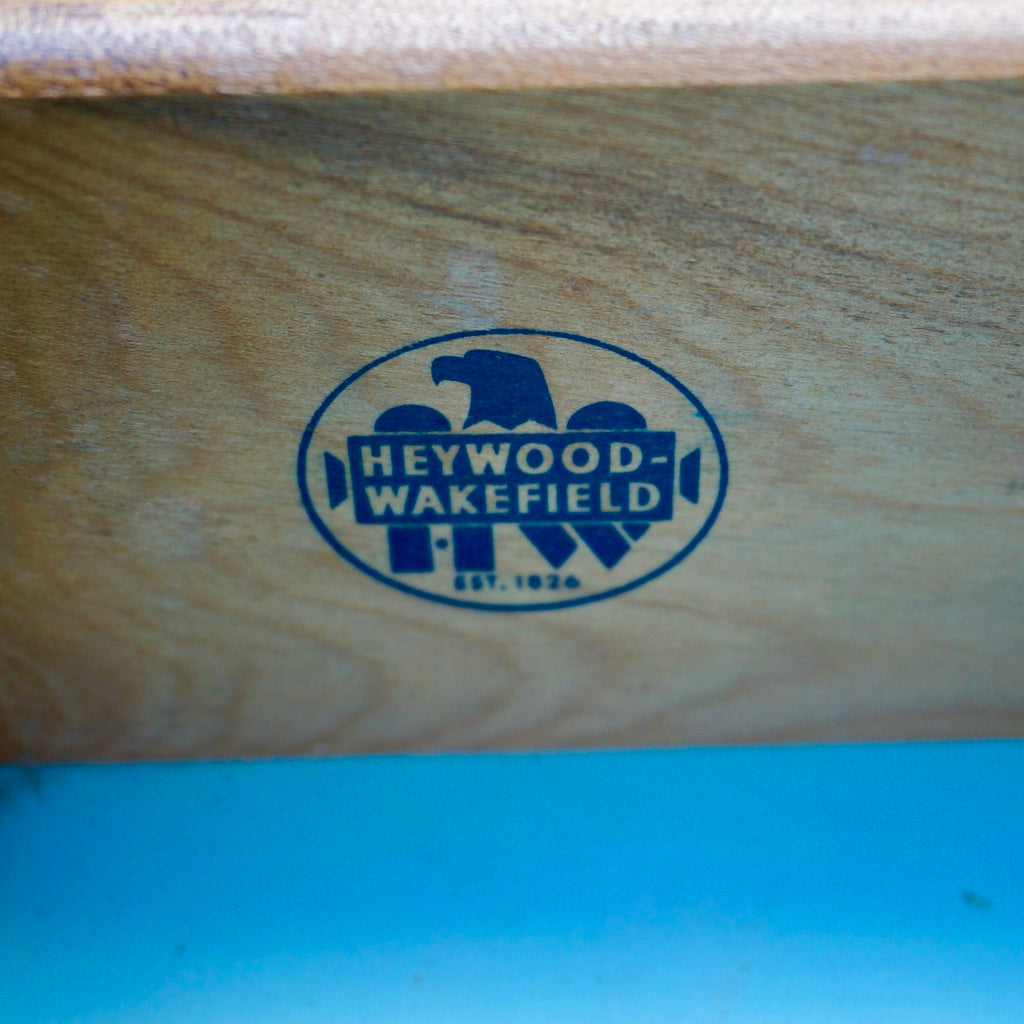 HEYWOOD-
WAKEFIELD
H·W
EST. 1826